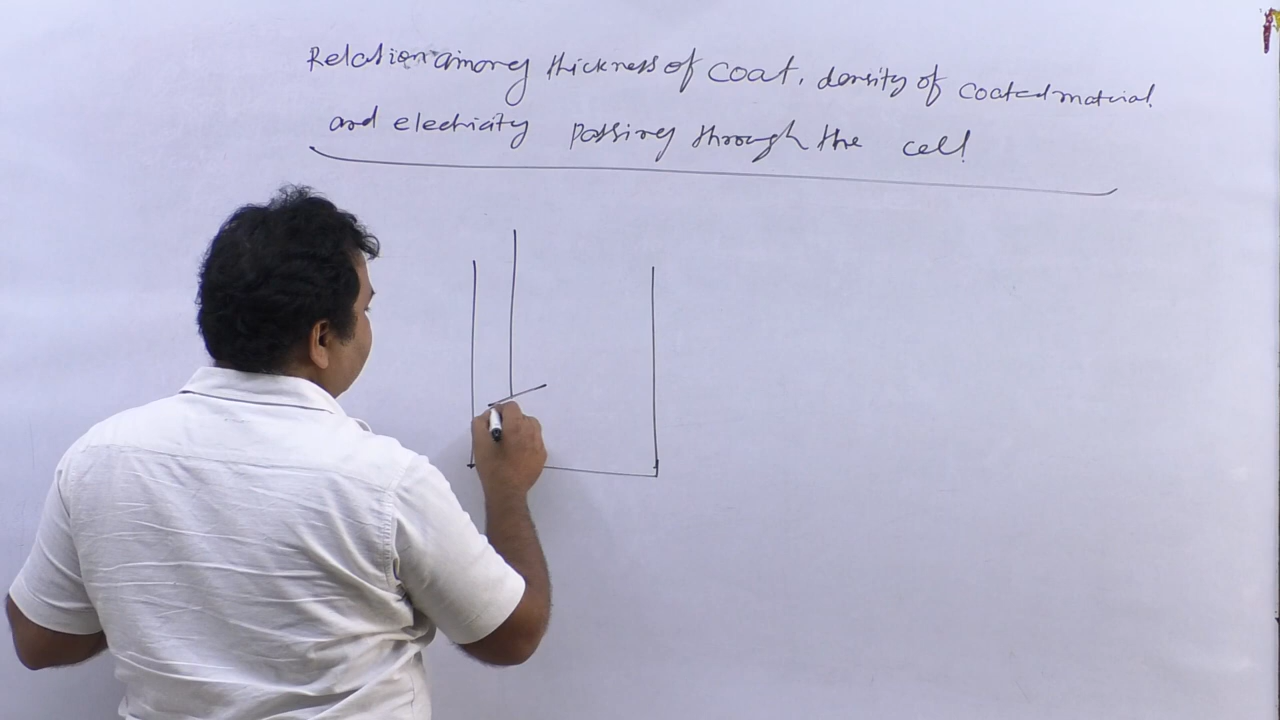 Relation among thickness of coat, density of coated material
and electricity passing through the cell